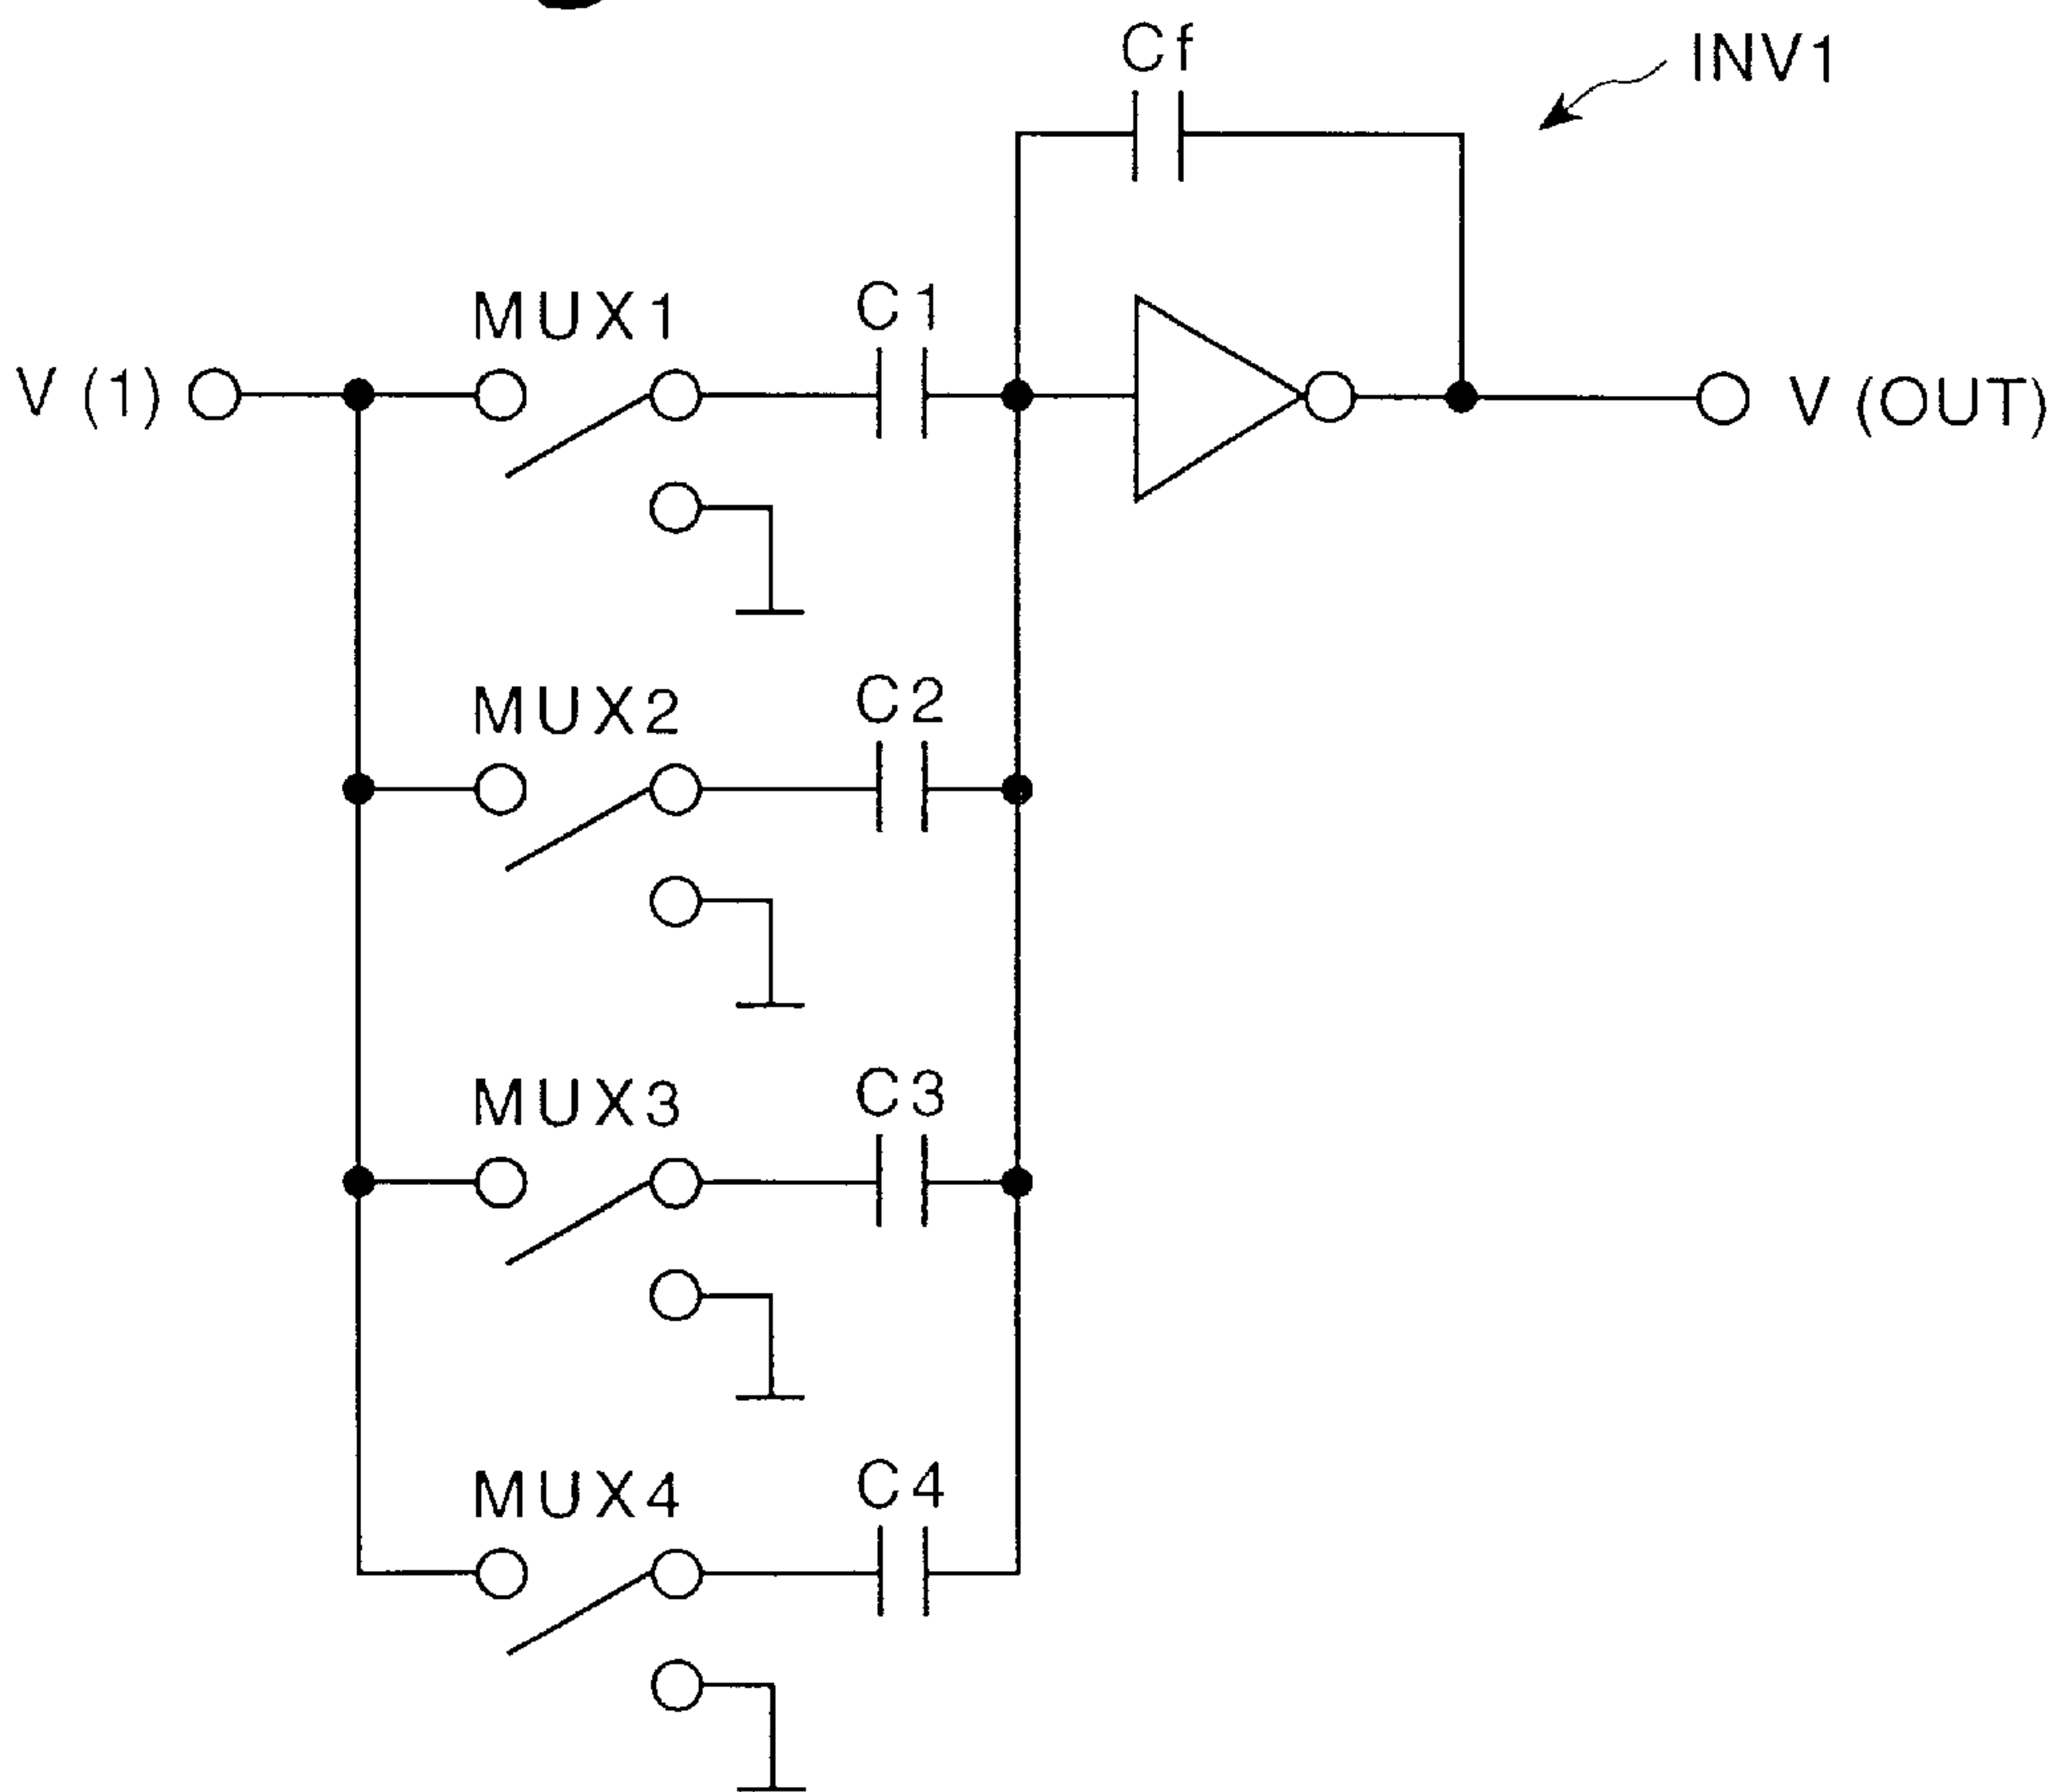 Cf
INV1
MUX1
C1
V (1)
V (OUT)
MUX2
C2
MUX3
C3
MUX4
C4